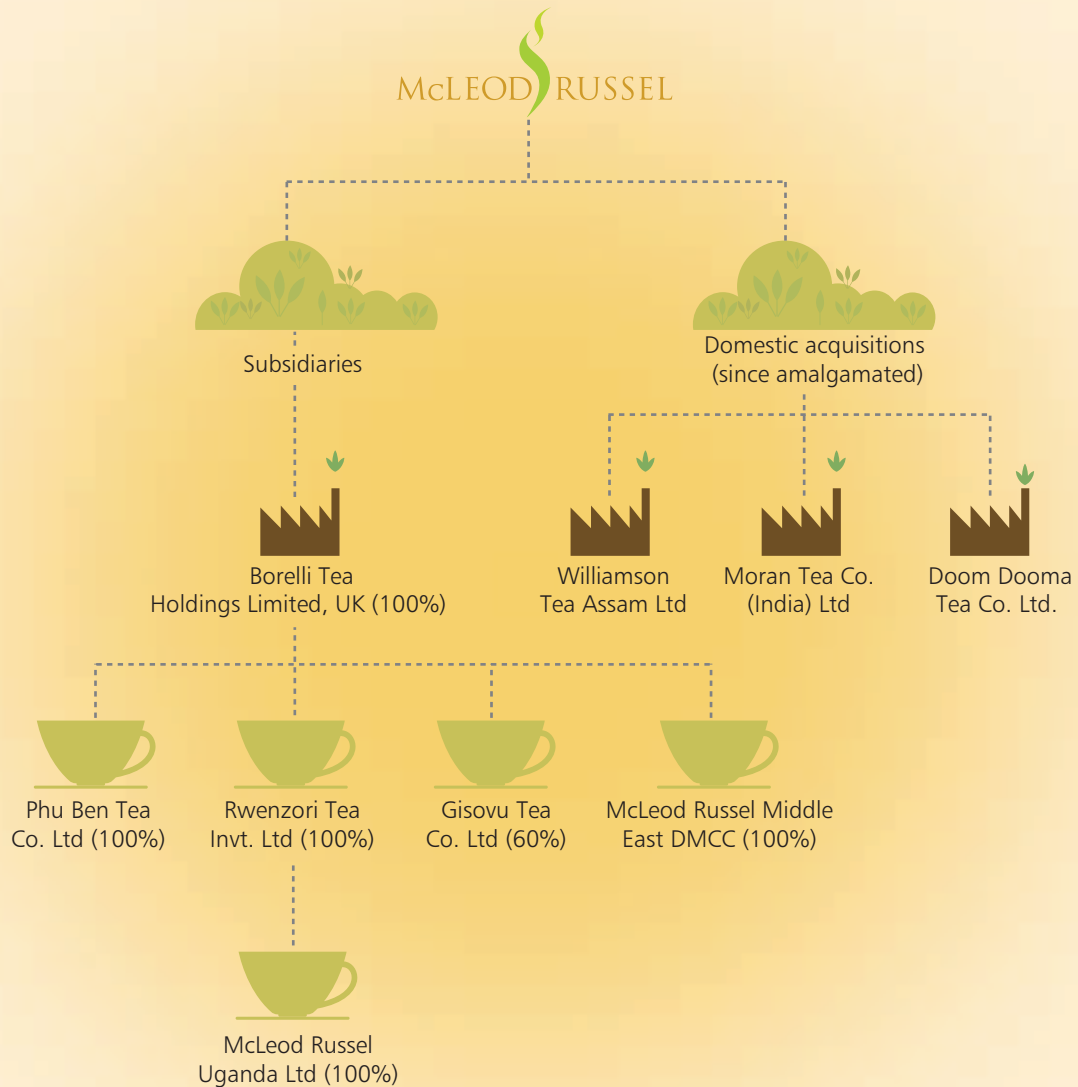 McLEOD RUSSEL
Subsidiaries
Domestic acquisitions
(since amalgamated)
Borelli Tea
Holdings Limited, UK (100%)
Williamson
Tea Assam Ltd
Moran Tea Co.
(India) Ltd
Doom Dooma
Tea Co. Ltd.
Phu Ben Tea
Co. Ltd (100%)
Rwenzori Tea
Invt. Ltd (100%)
Gisovu Tea
Co. Ltd (60%)
McLeod Russel Middle
East DMCC (100%)
McLeod Russel
Uganda Ltd (100%)